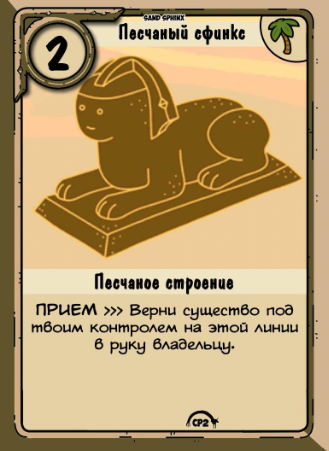 SAND SPHINX
Песчаный сфинкс
2
Песчаное строение
ПРИЕМ >>> Верни существо под
твоим контролем на этой линии
в руку владельцу.
CP2